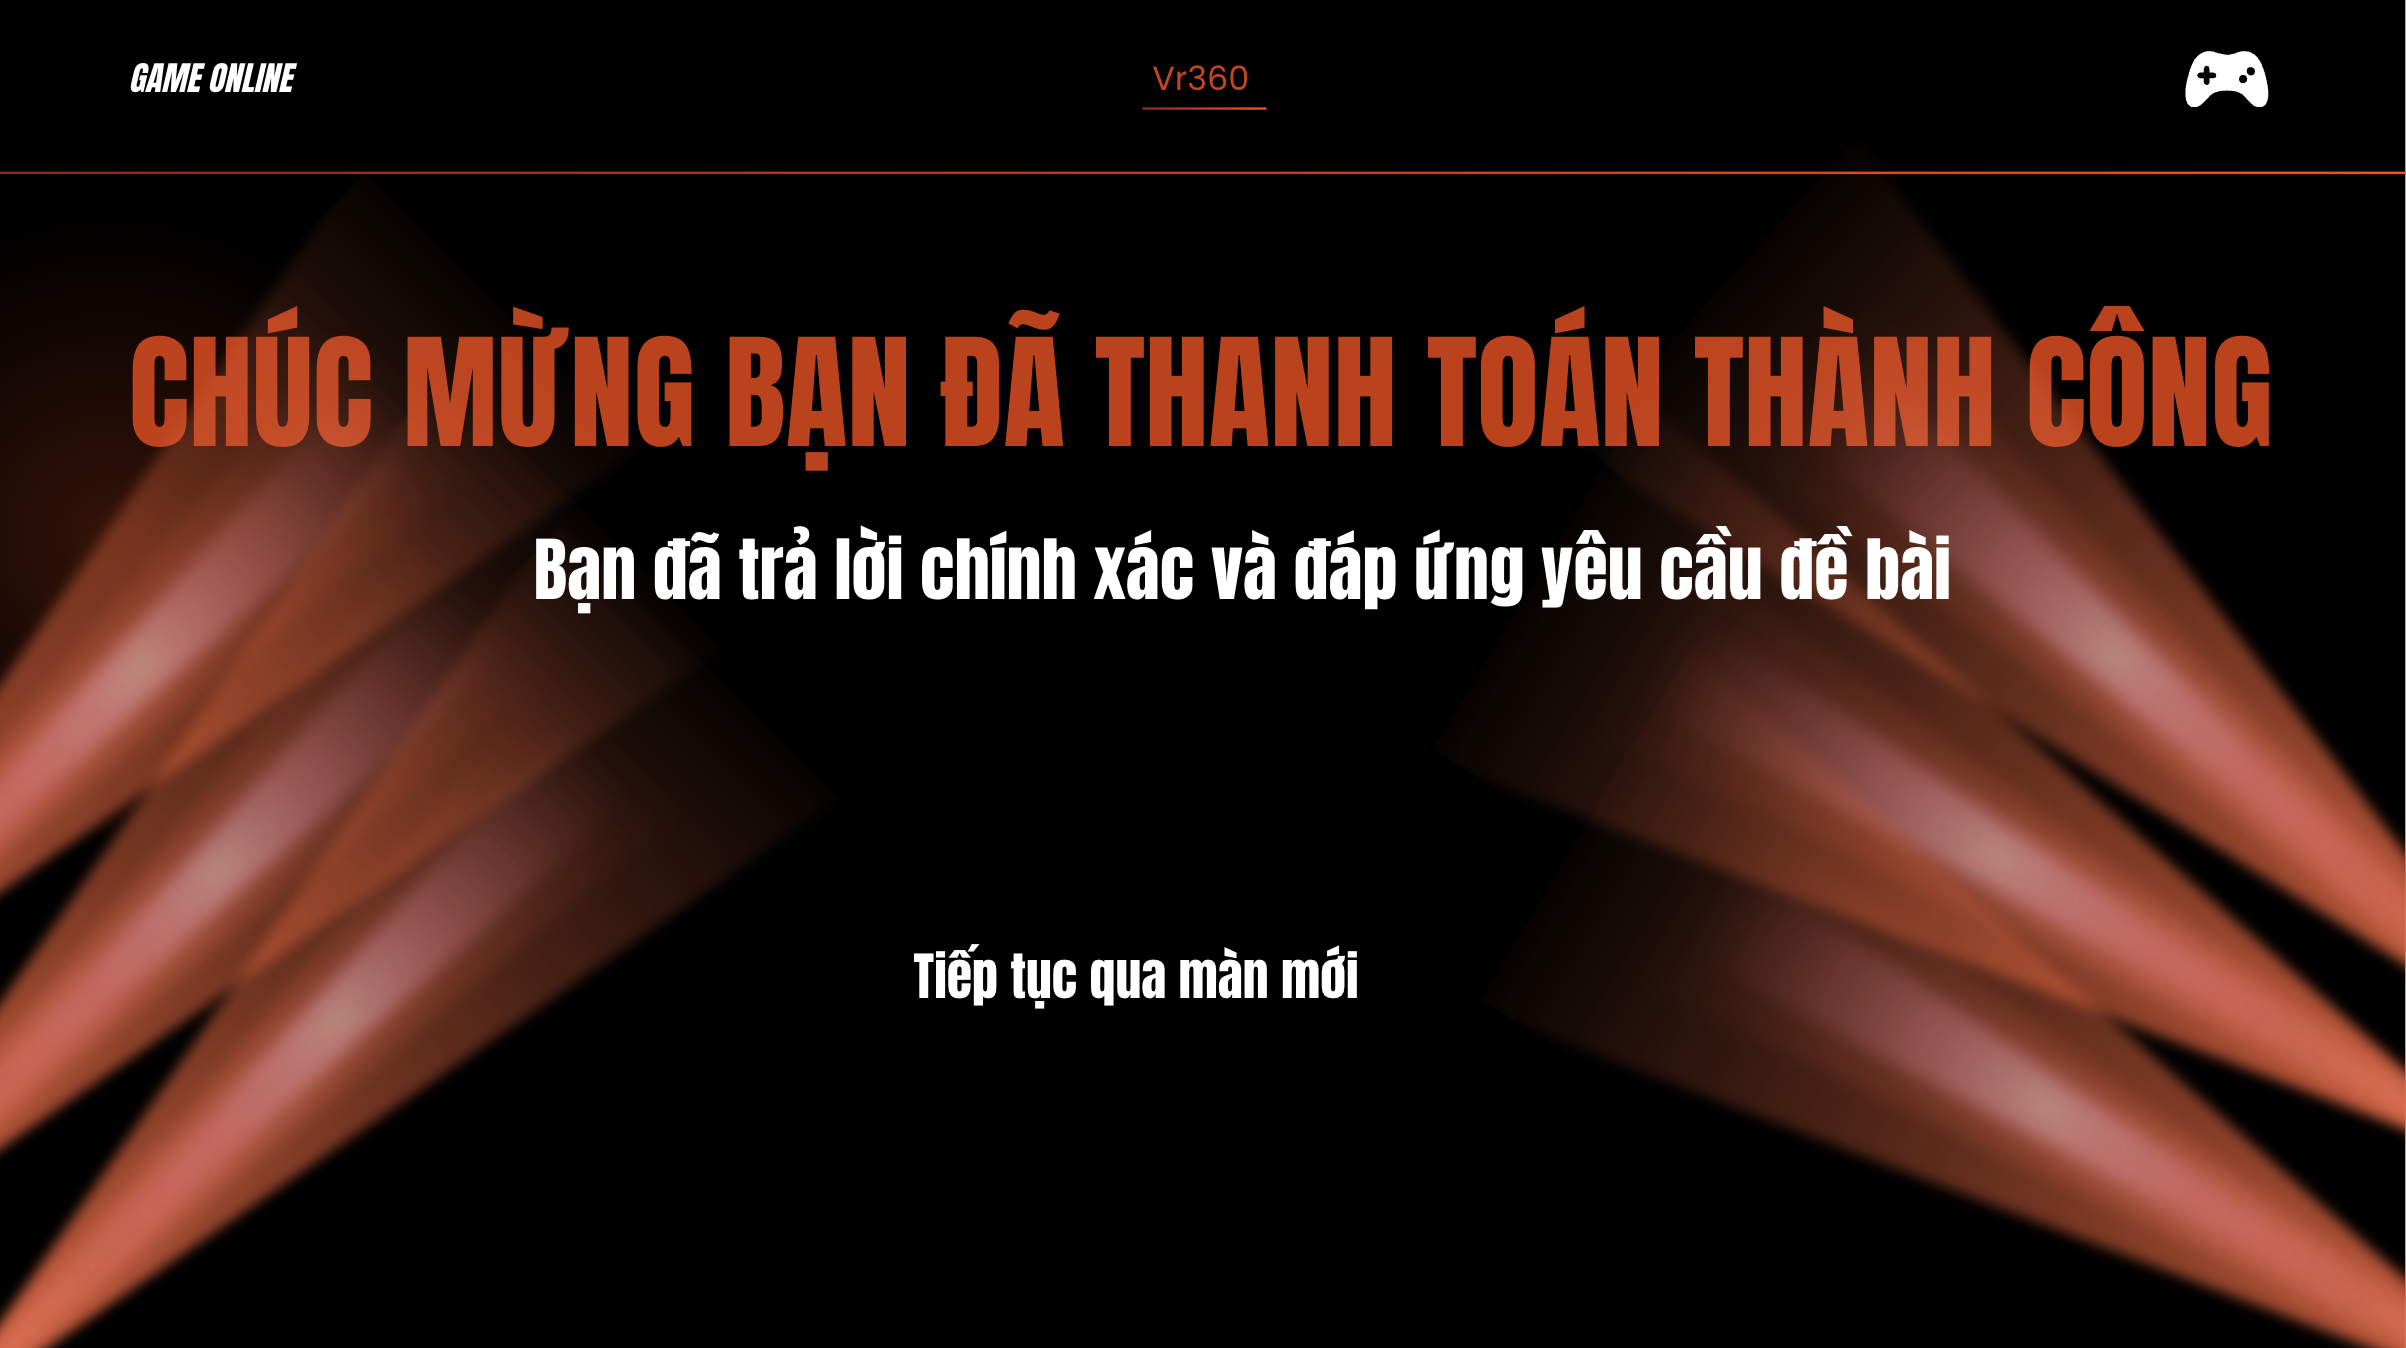 GAME ONLINE
Vr360
CHÚC MỪNG BẠN ĐÃ THANH TOÁN THÀNH CÔNG
Bạn đã trả lời chính xác và đáp ứng yêu cầu đề bài
Tiếp tục qua màn mới